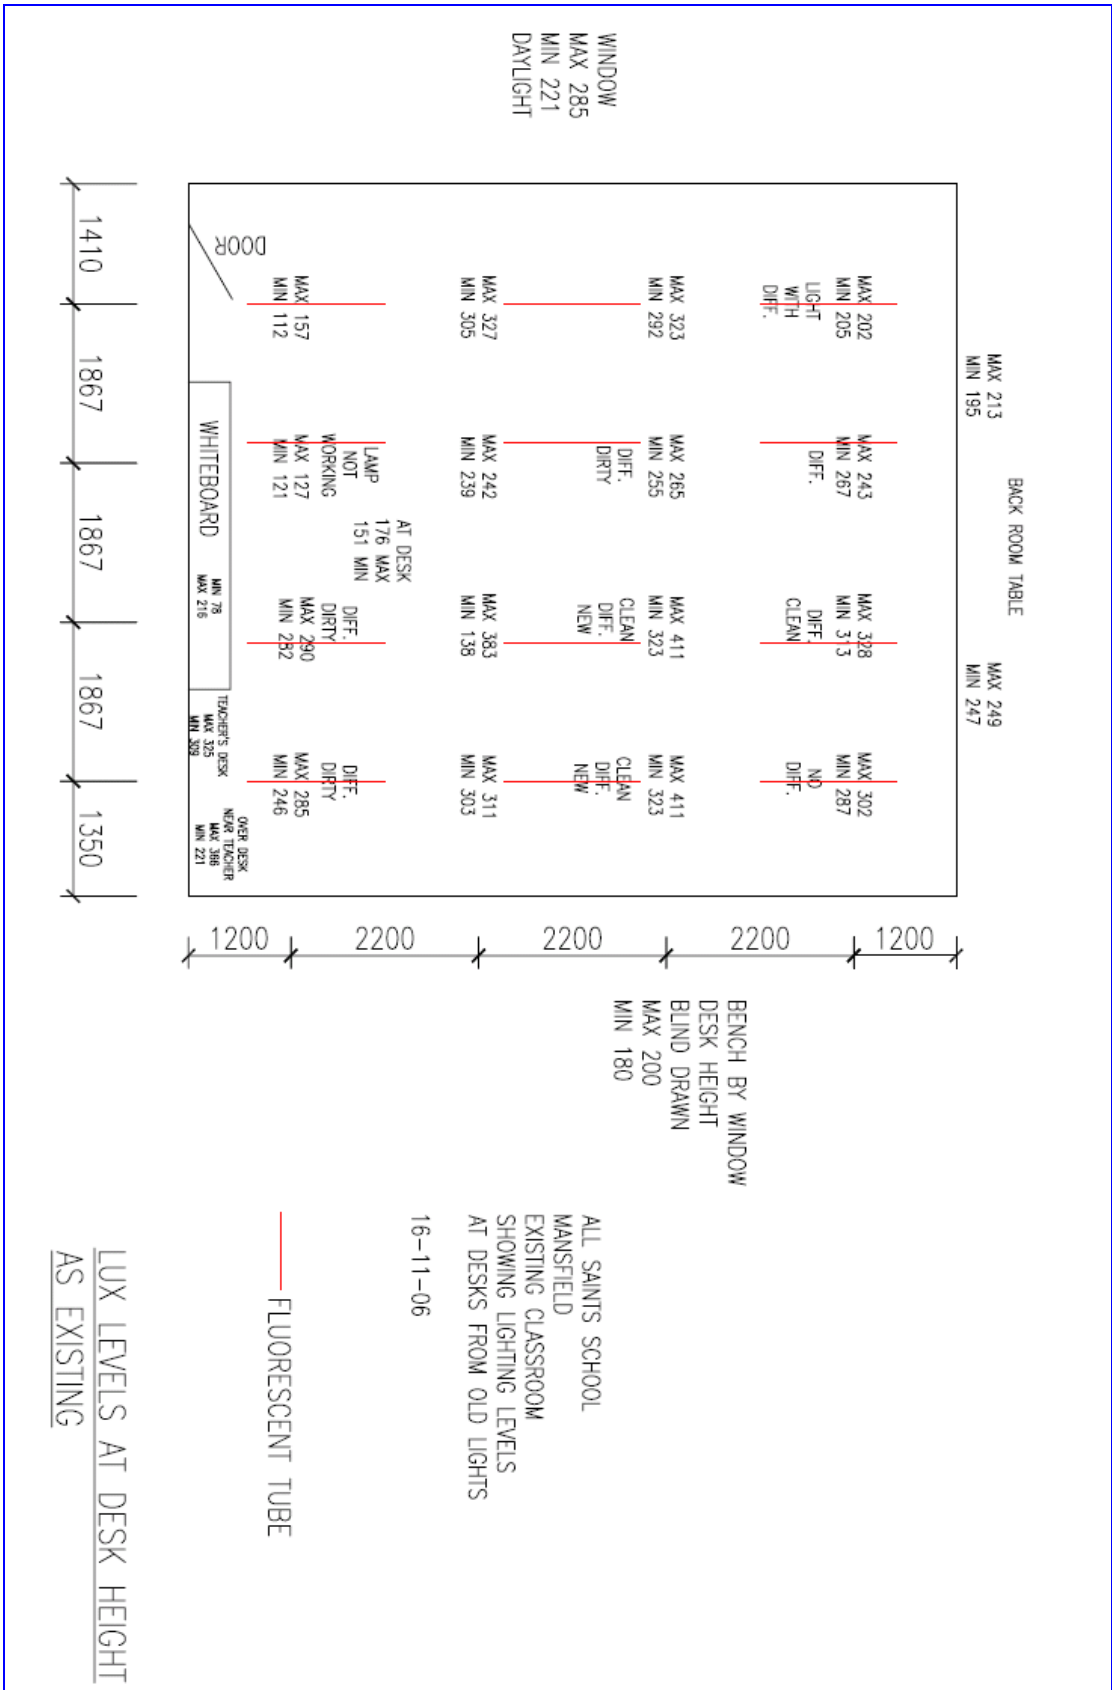 WINDOW
MAX 285
MIN 221
DAYLIGHT
BACK ROOM TABLE
MAX 213
MIN 195
MAX 249
MIN 247
MAX 202
MIN 205
LIGHT
WITH
DIFF.
MAX 243
MIN 267
DIFF.
MAX 328
MIN 313
DIFF.
CLEAN
MAX 302
MIN 287
NO
DIFF.
MAX 323
MIN 292
MAX 265
MIN 255
DIFF.
DIRTY
MAX 411
MIN 323
CLEAN
DIFF.
NEW
MAX 411
MIN 323
CLEAN
DIFF.
NEW
MAX 327
MIN 305
MAX 242
MIN 239
MAX 383
MIN 138
MAX 311
MIN 303
AT DESK
176 MAX
151 MIN
MAX 157
MIN 112
LAMP
NOT
WORKING
MAX 127
MIN 121
DIFF.
DIRTY
MAX 290
MIN 282
DIFF.
DIRTY
MAX 285
MIN 246
DOOR
WHITEBOARD
MIN 78
MAX 216
TEACHER'S DESK
MAX 325
MIN 309
OVER DESK
NEAR TEACHER
MAX 366
MIN 221
1410
1867
1867
1867
1350
1200
2200
2200
2200
1200
BENCH BY WINDOW
DESK HEIGHT
BLIND DRAWN
MAX 200
MIN 180
ALL SAINTS SCHOOL
MANSFIELD
EXISTING CLASSROOM
SHOWING LIGHTING LEVELS
AT DESKS FROM OLD LIGHTS
16-11-06
FLUORESCENT TUBE
LUX LEVELS AT DESK HEIGHT
AS EXISTING